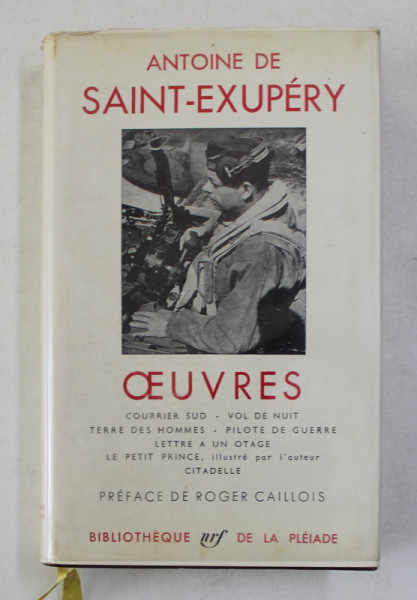 ANTOINE DE
SAINT-EXUPÉRY
ŒUVRES
COURRIER SUD - VOL DE NUIT
TERRE DES HOMMES - PILOTE DE GUERRE
LETTRE A UN OTAGE
LE PETIT PRINCE, illustré par l'auteur
CITADELLE
PRÉFACE DE ROGER CAILLOIS
BIBLIOTHÈQUE nrf DE LA PLÉIADE